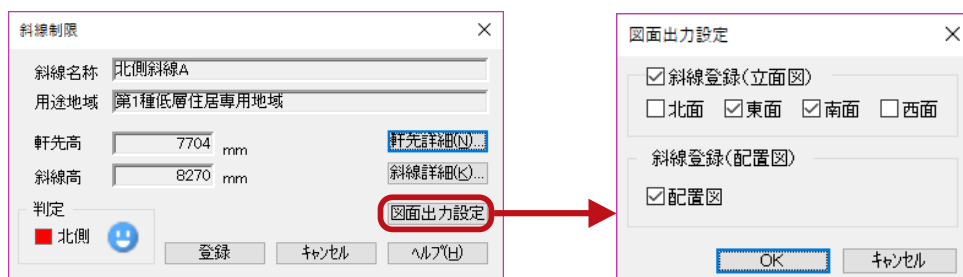 斜線制限
斜線名称 北側斜線A
用途地域 第1種低層住居専用地域
軒先高 7704 mm 軒先詳細(N)...
斜線高 8270 mm 斜線詳細(K)...
判定
図面出力設定
北側
登録 キャンセル ヘルプ(H)
図面出力設定
斜線登録(立面図)
北面 東面 南面 西面
斜線登録(配置図)
配置図
OK キャンセル